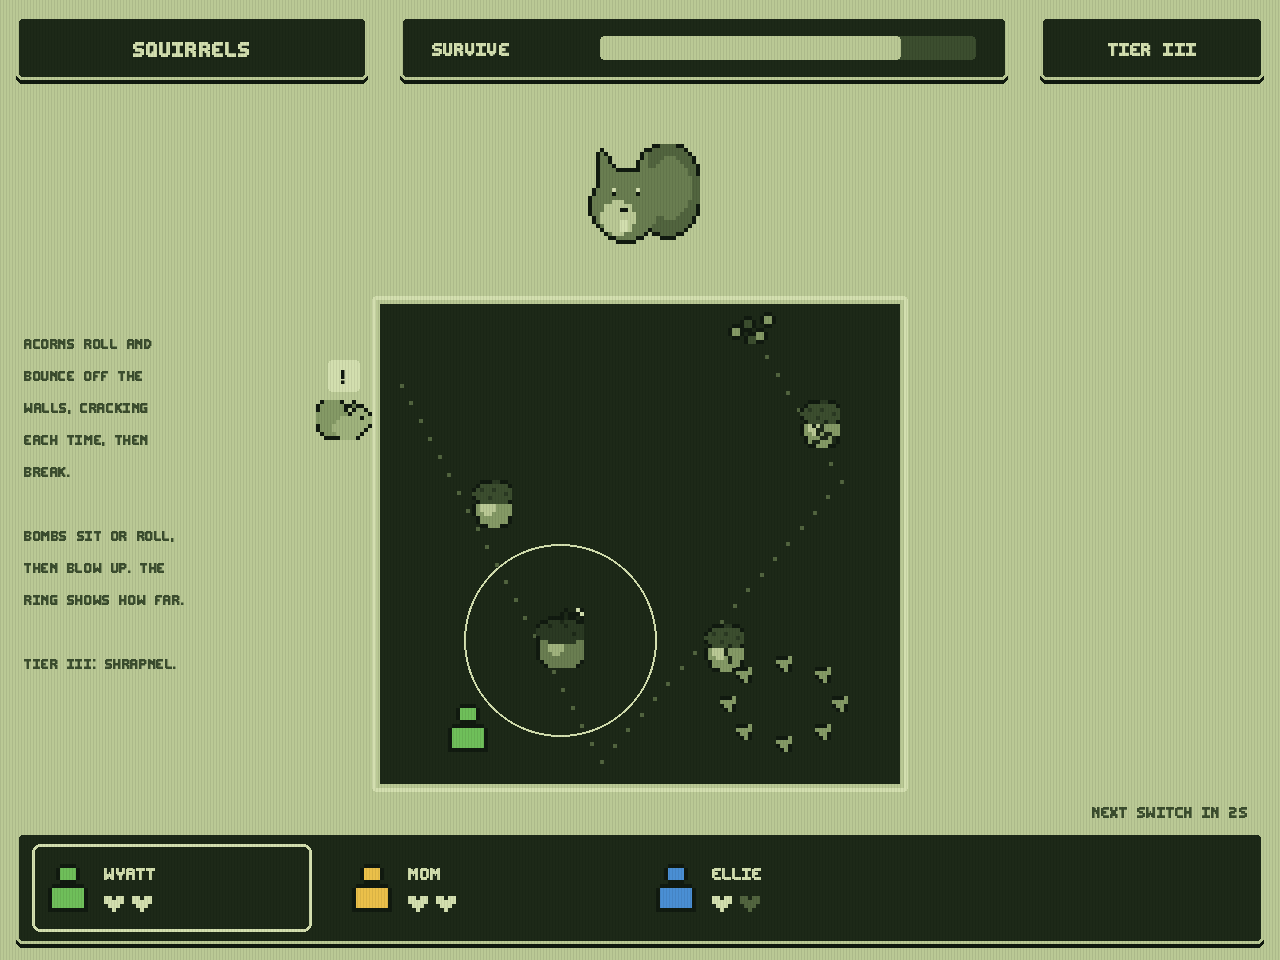 SQUIRRELS
SURVIVE
TIER III
ACORNS ROLL AND
BOUNCE OFF THE
WALLS, CRACKING
EACH TIME, THEN
BREAK.
!
BOMBS SIT OR ROLL,
THEN BLOW UP. THE
RING SHOWS HOW FAR.
TIER III: SHRAPNEL.
NEXT SWITCH IN 2S
WYATT
MOM
ELLIE